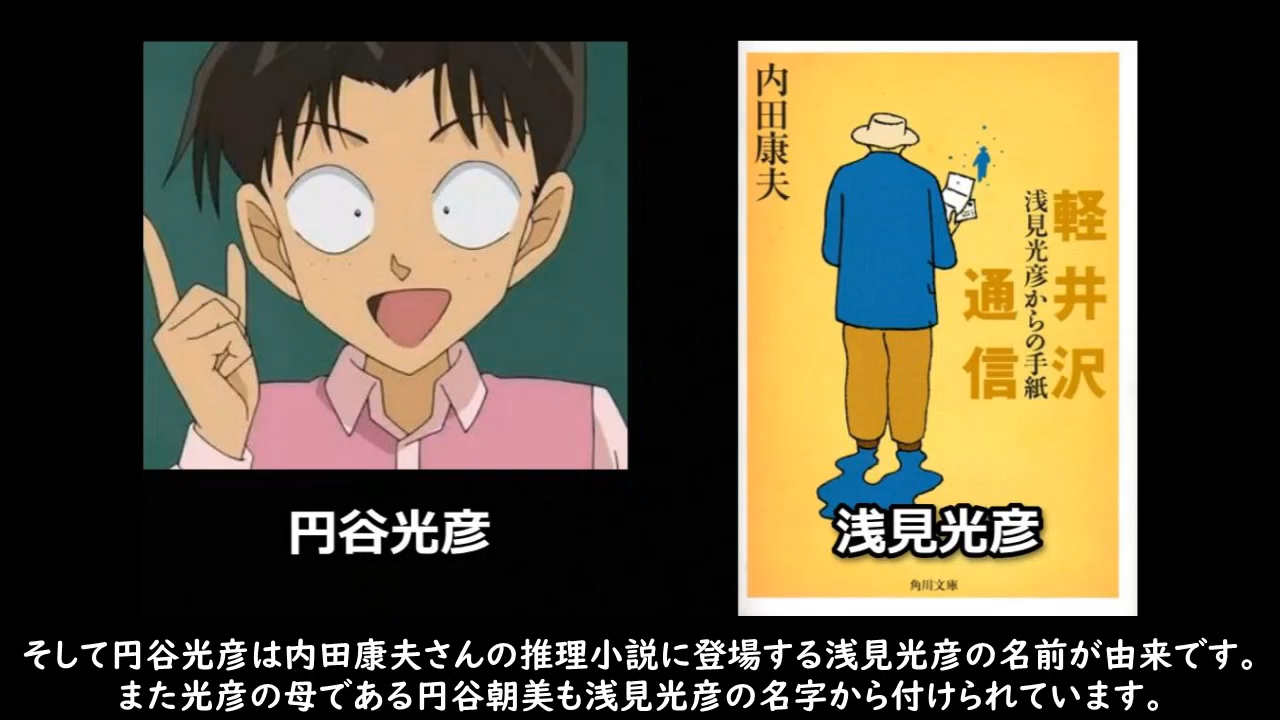 円谷光彦
内田康夫
軽井沢
通信
浅見光彦からの手紙
浅見光彦
角川文庫
そして円谷光彦は内田康夫さんの推理小説に登場する浅見光彦の名前が由来です。
また光彦の母である円谷朝美も浅見光彦の名字から付けられています。